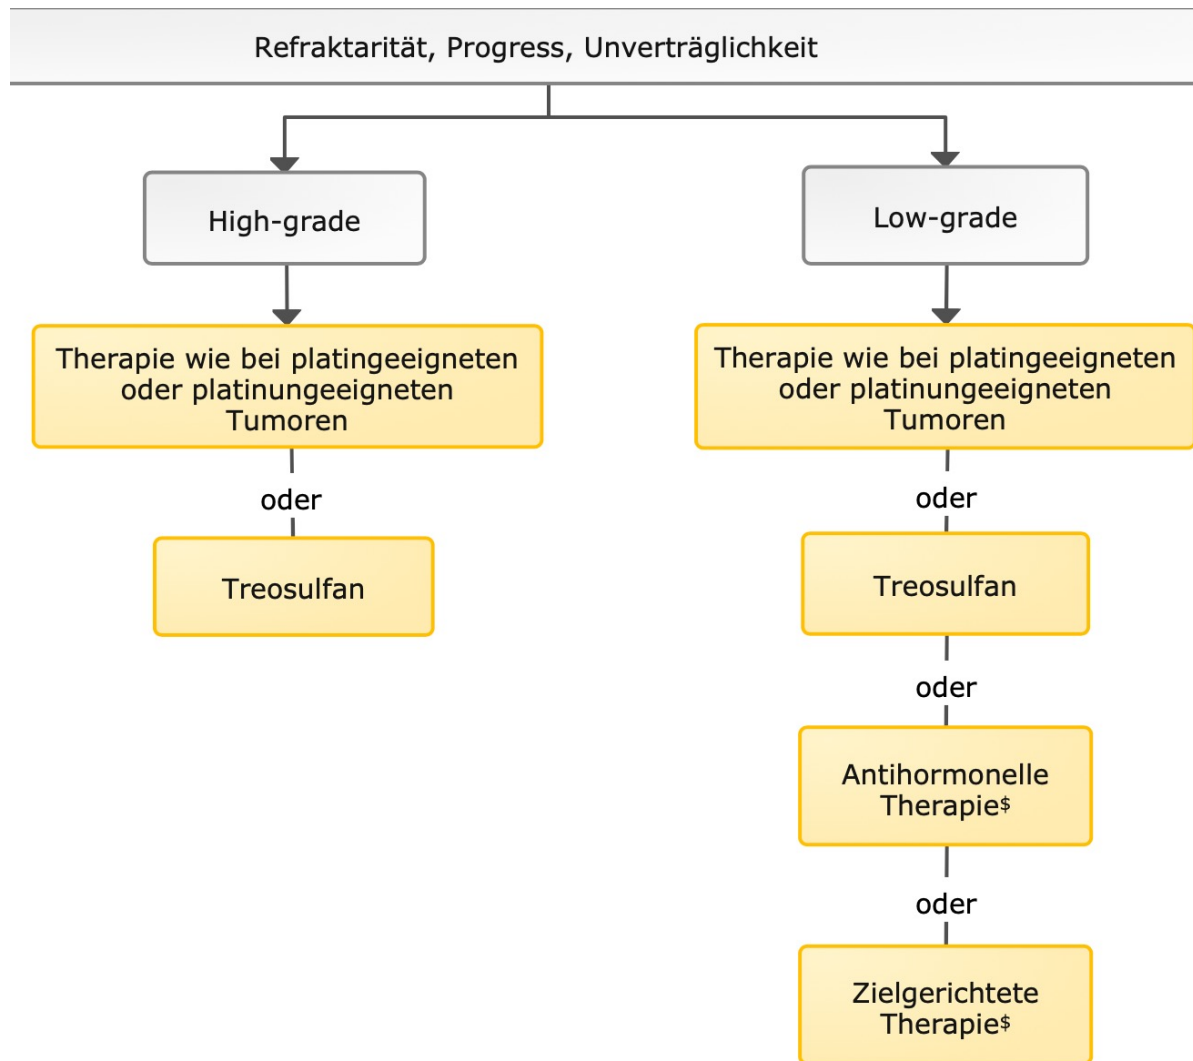 Refraktarität, Progress, Unverträglichkeit
High-grade
Low-grade
Therapie wie bei platingeeigneten
oder platinungeeigneten
Tumoren
Therapie wie bei platingeeigneten
oder platinungeeigneten
Tumoren
oder
oder
Treosulfan
Treosulfan
oder
Antihormonelle
Therapie$
oder
Zielgerichtete
Therapie$